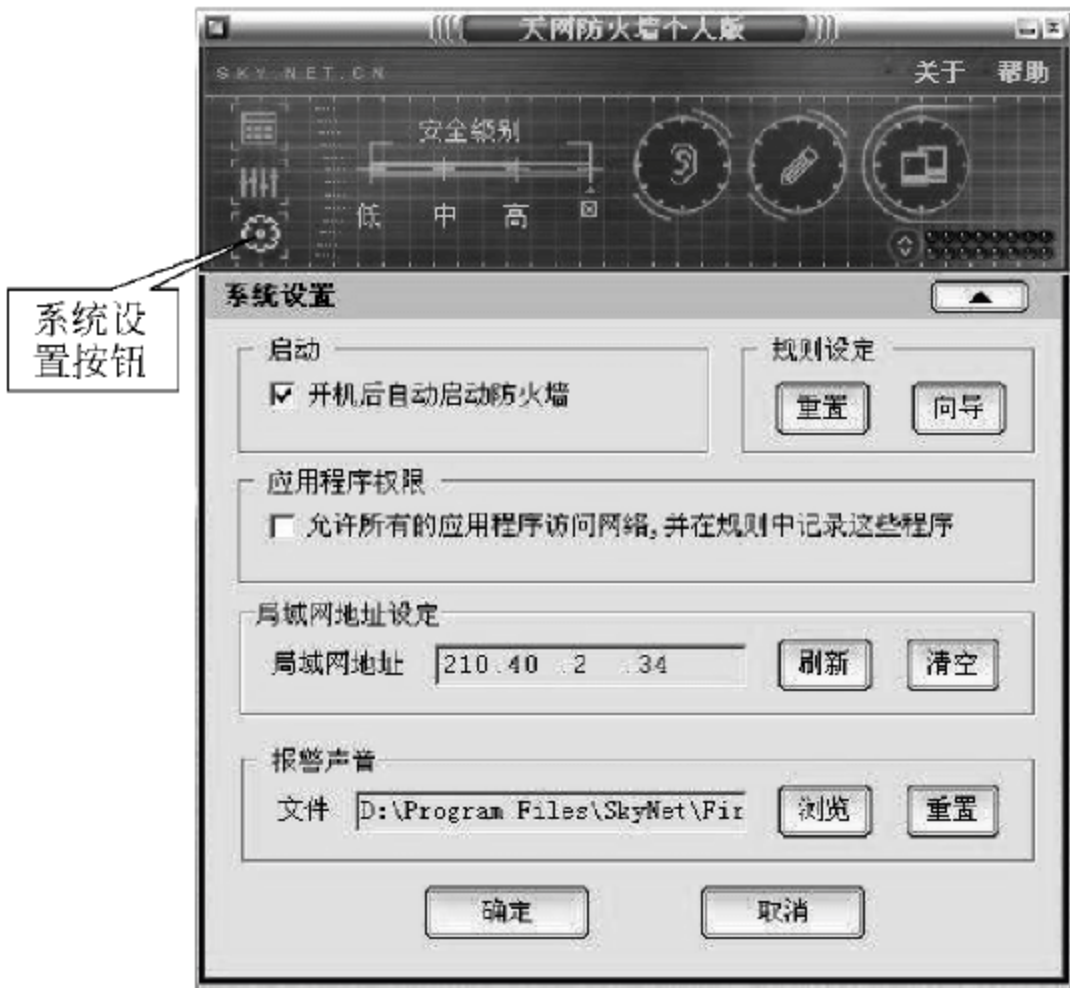 天网防火墙个人版
SKY.NET.CN
关于 帮助
安全级别
低 中 高
系统设
置按钮
系统设置
启动
开机后自动启动防火墙
规则设定
重置 向导
应用程序权限
允许所有的应用程序访问网络,并在规则中记录这些程序
局域网地址设定
局域网地址 210.40 .2 .34 刷新 清空
报警声音
文件 D:\Program Files\SkyNet\Fir 浏览 重置
确定 取消